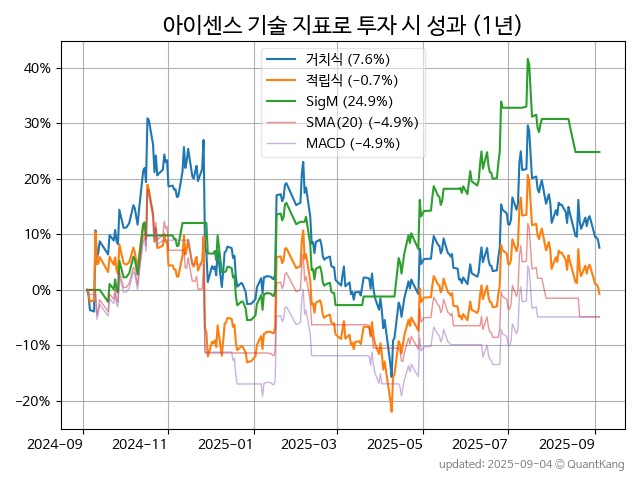 아이센스 기술 지표로 투자 시 성과 (1년)
거치식 (7.6%)
적립식 (−0.7%)
SigM (24.9%)
SMA(20) (−4.9%)
MACD (−4.9%)
40%
30%
20%
10%
0%
−10%
−20%
2024-09 2024-11 2025-01 2025-03 2025-05 2025-07 2025-09
updated: 2025-09-04 ⓒ QuantKang